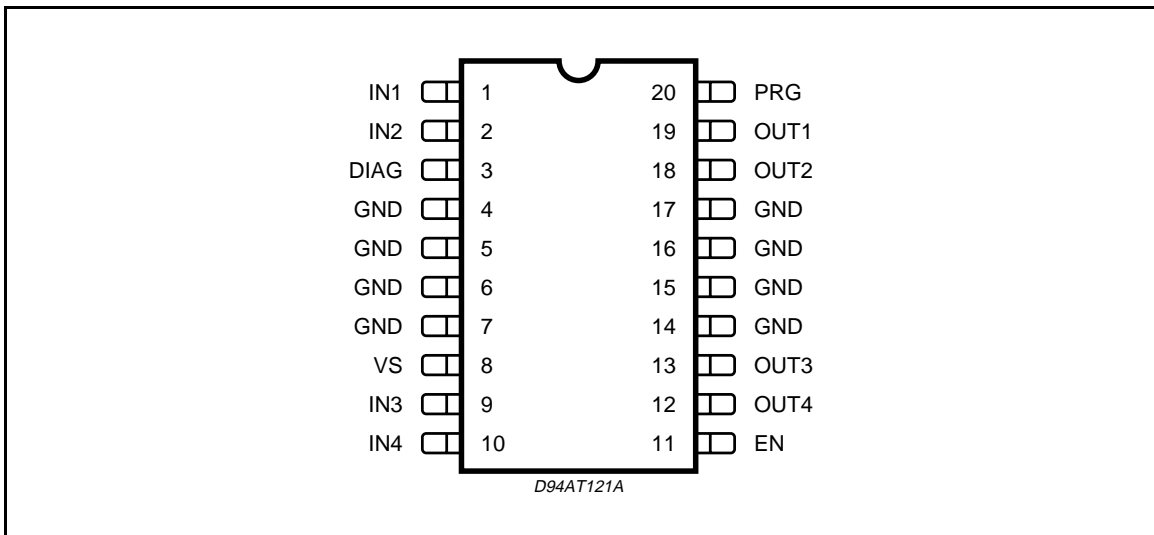 IN1 1 20 PRG
IN2 2 19 OUT1
DIAG 3 18 OUT2
GND 4 17 GND
GND 5 16 GND
GND 6 15 GND
GND 7 14 GND
VS 8 13 OUT3
IN3 9 12 OUT4
IN4 10 11 EN
D94AT121A